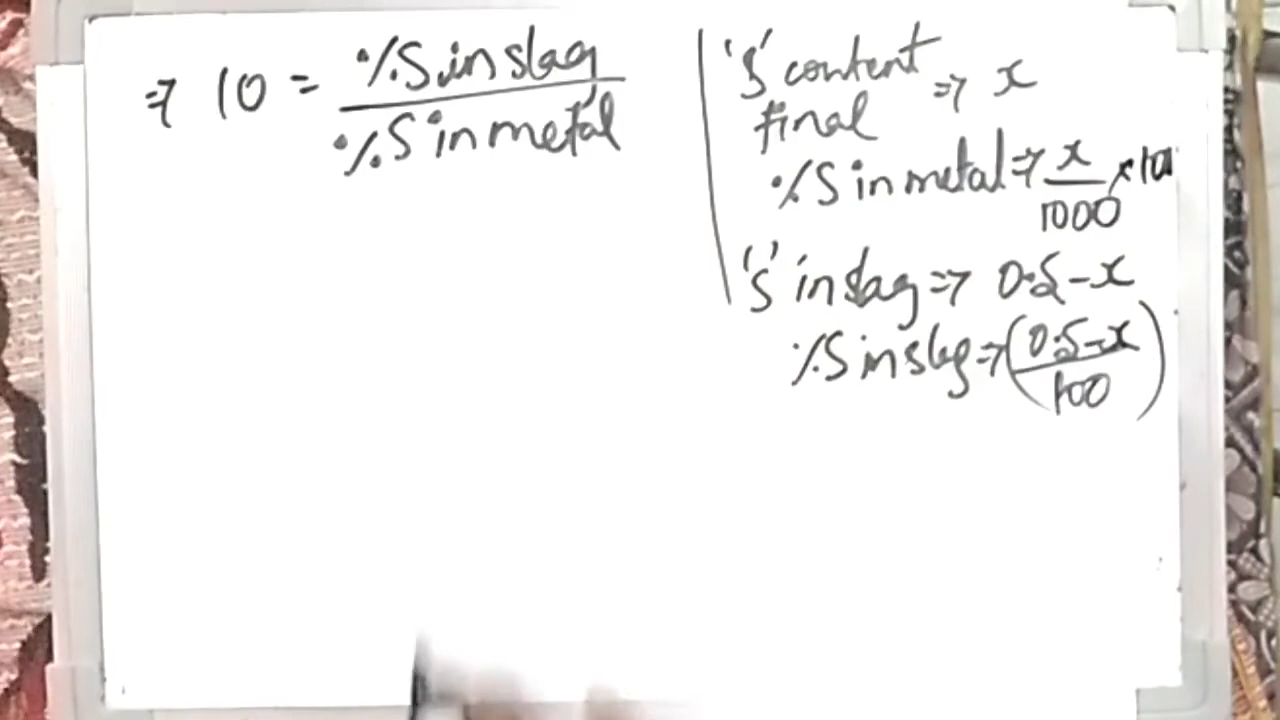 ⇒ 10 = %S in slag / %S in metal
's' content final ⇒ x
%S in metal ⇒ x/1000 × 100
's' in slag ⇒ 0.5 - x
%S in slag ⇒ (0.5 - x / 100)